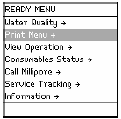 READY MENU
Water Quality →
Print Menu →
View Operation →
Consumables Status →
Call Millipore →
Service Tracking →
Information →